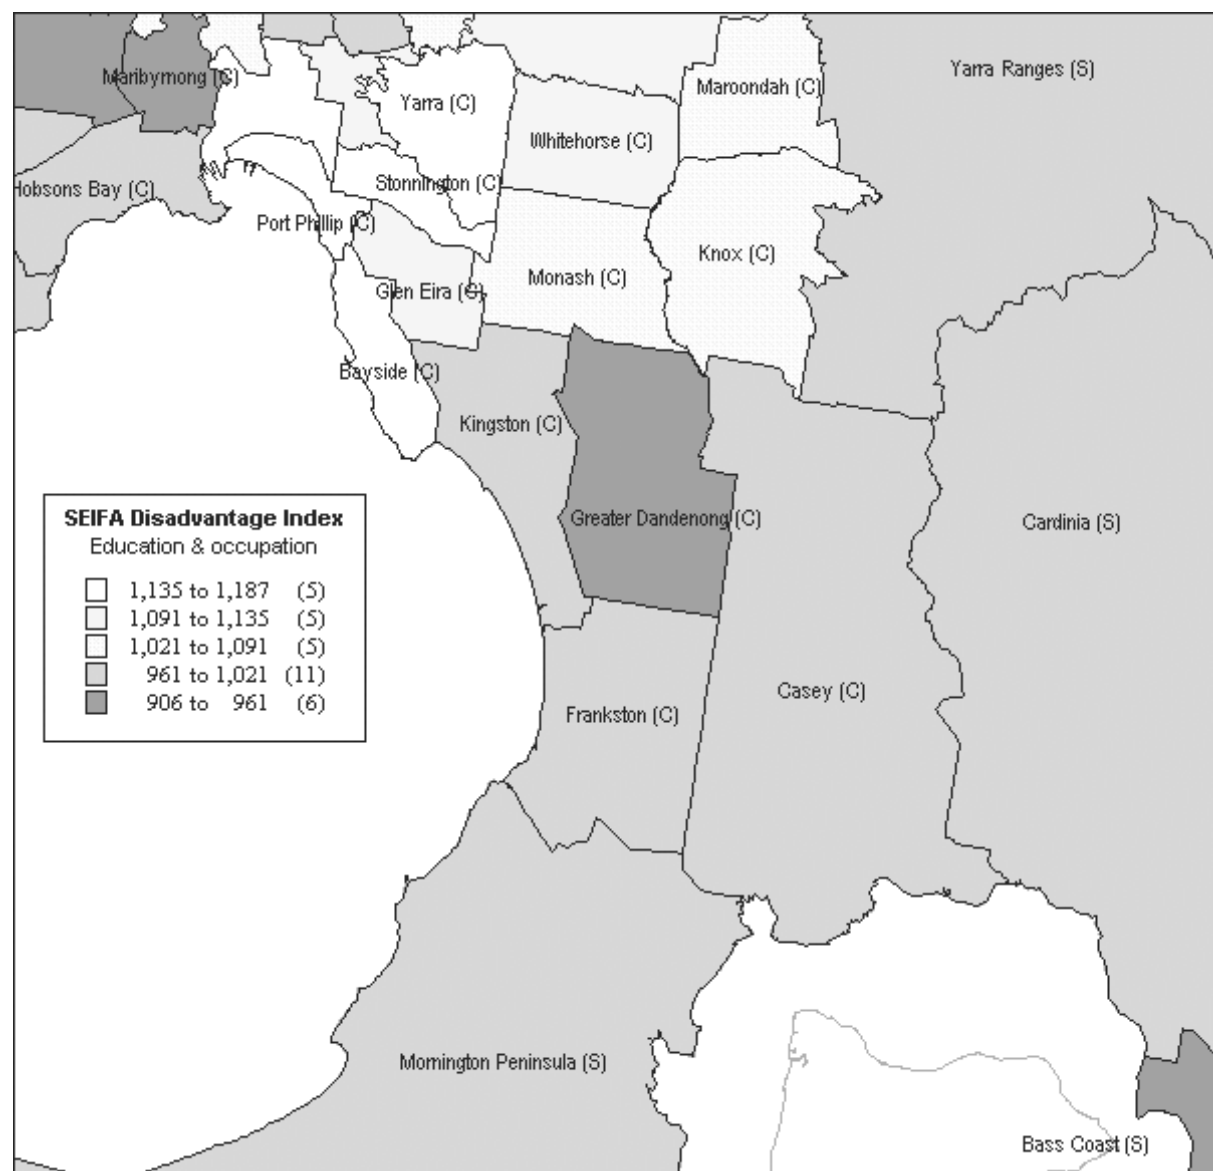 Yarra Ranges (S)
Maribyrnong (C)
Maroondah (C)
Yarra (C)
Whitehorse (C)
Hobsons Bay (C)
Stonnington (C)
Port Phillip (C)
Knox (C)
Monash (C)
Glen Eira (C)
Bayside (C)
Kingston (C)
SEIFA Disadvantage Index
Education & occupation
1,135 to 1,187 (5)
1,091 to 1,135 (5)
1,021 to 1,091 (5)
961 to 1,021 (11)
906 to 961 (6)
Greater Dandenong (C)
Cardinia (S)
Casey (C)
Frankston (C)
Mornington Peninsula (S)
Bass Coast (S)